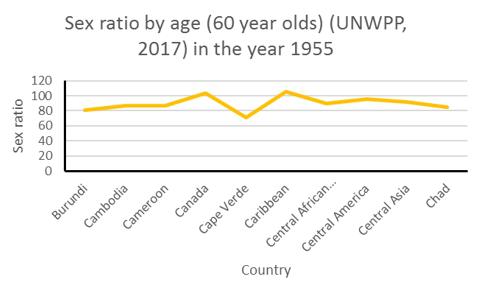 Sex ratio by age (60 year olds) (UNWPP,
2017) in the year 1955
120
100
80
60
40
20
0
Sex ratio
Burundi
Cambodia
Cameroon
Canada
Cape Verde
Caribbean
Central African...
Central America
Central Asia
Chad
Country